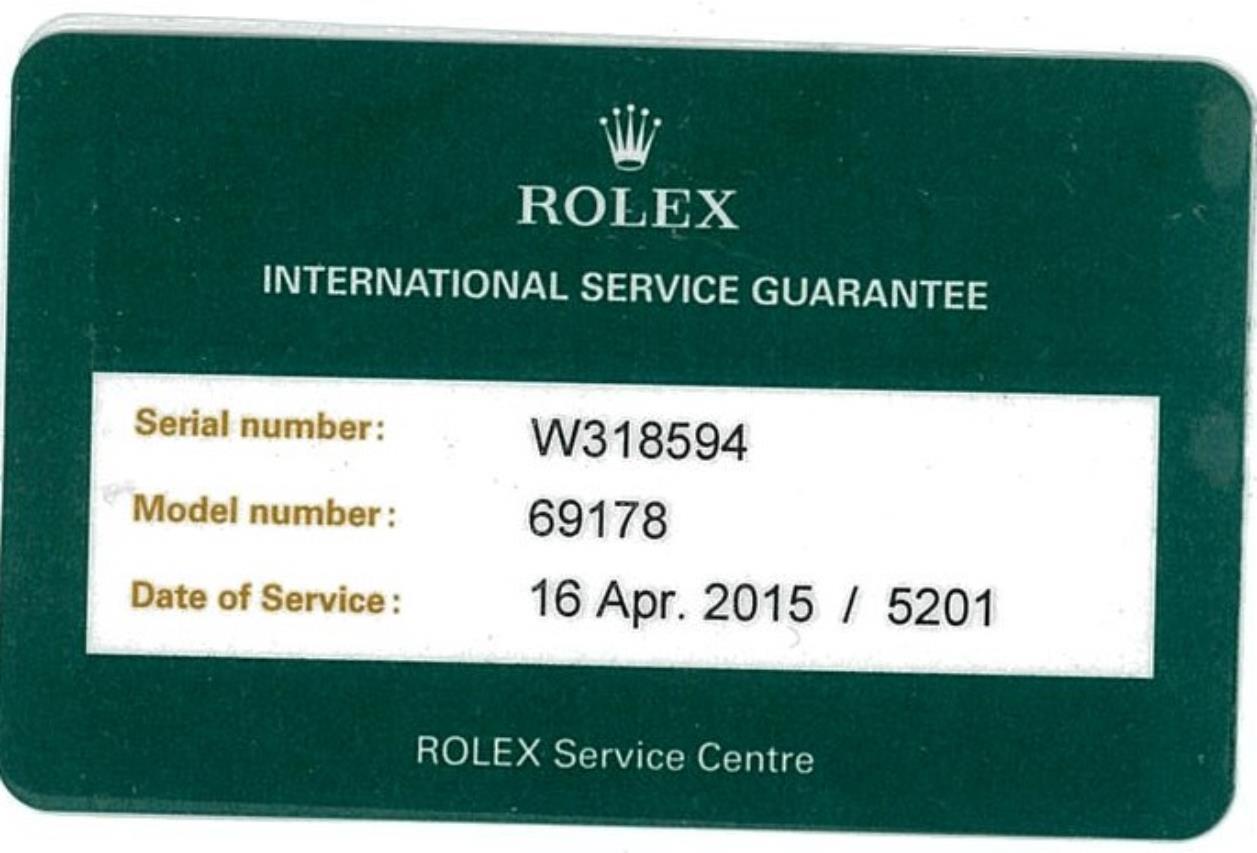 ROLEX
INTERNATIONAL SERVICE GUARANTEE
Serial number: W318594
Model number: 69178
Date of Service: 16 Apr. 2015 / 5201
ROLEX Service Centre